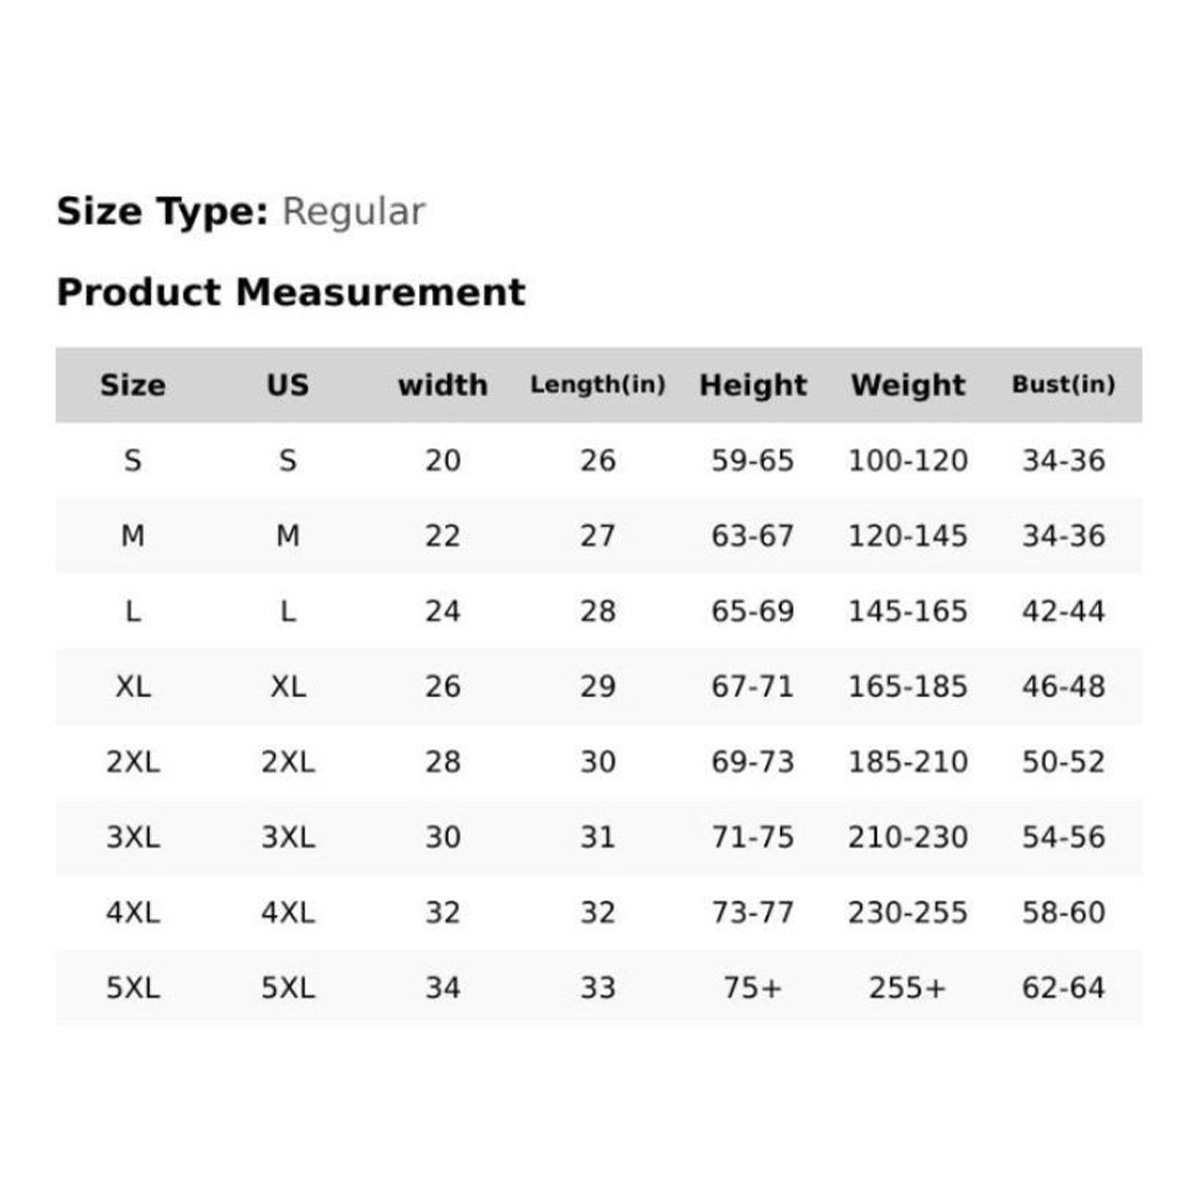 Size Type: Regular
Product Measurement
Size US width Length(in) Height Weight Bust(in)
S S 20 26 59-65 100-120 34-36
M M 22 27 63-67 120-145 34-36
L L 24 28 65-69 145-165 42-44
XL XL 26 29 67-71 165-185 46-48
2XL 2XL 28 30 69-73 185-210 50-52
3XL 3XL 30 31 71-75 210-230 54-56
4XL 4XL 32 32 73-77 230-255 58-60
5XL 5XL 34 33 75+ 255+ 62-64